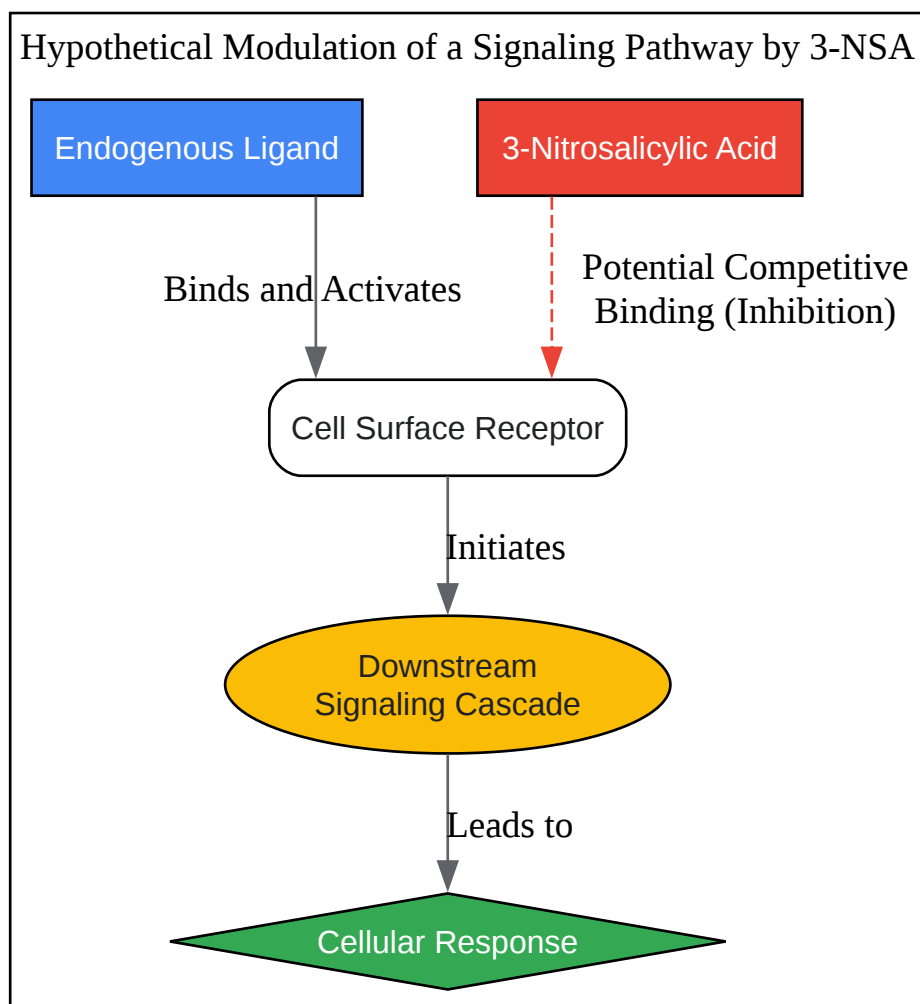 Hypothetical Modulation of a Signaling Pathway by 3-NSA
Endogenous Ligand
3-Nitrosalicylic Acid
Binds and Activates
Potential Competitive
Binding (Inhibition)
Cell Surface Receptor
Initiates
Downstream
Signaling Cascade
Leads to
Cellular Response